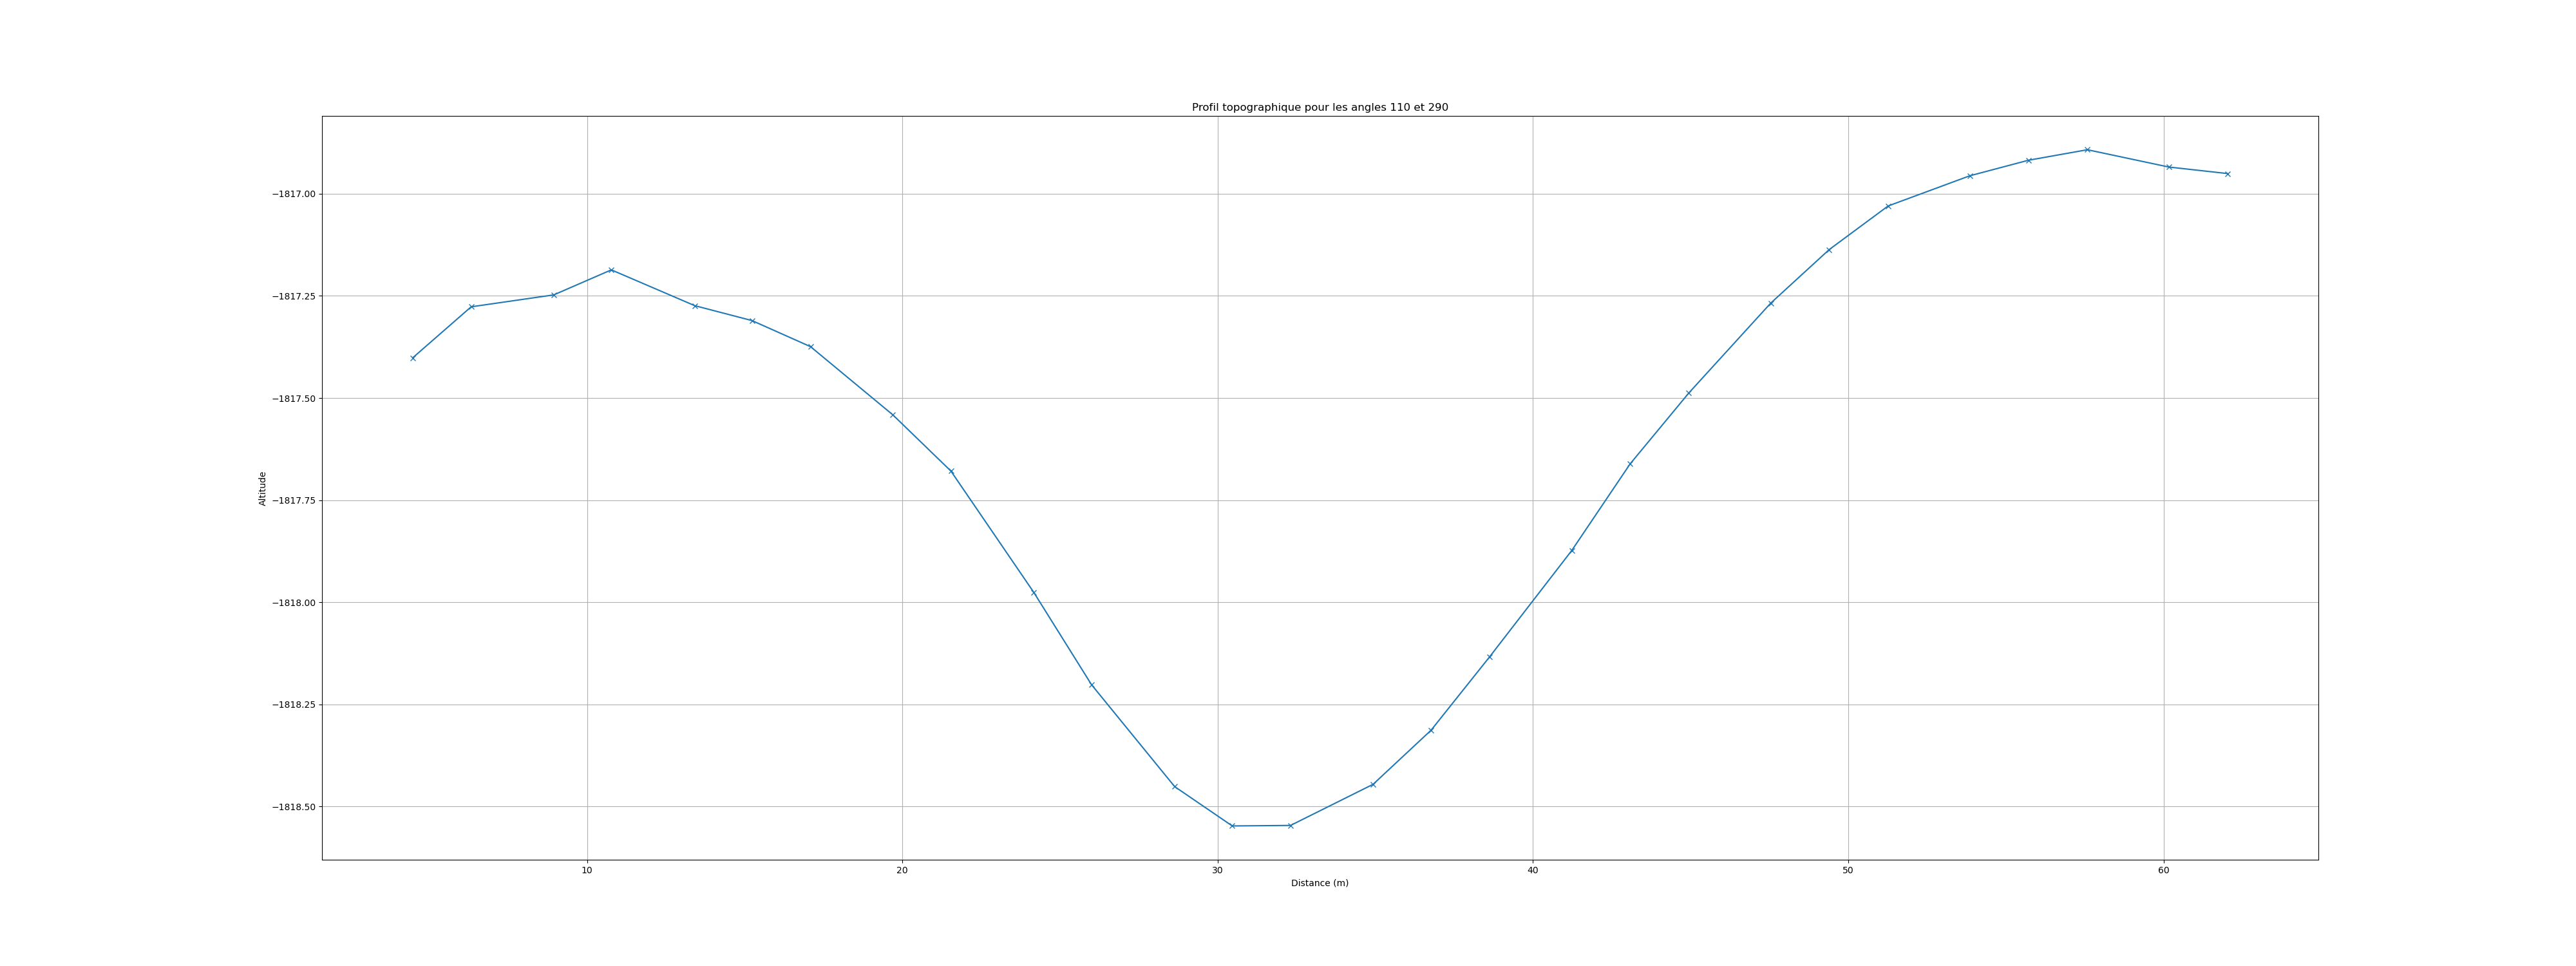 Profil topographique pour les angles 110 et 290
Altitude
−1817.00
−1817.25
−1817.50
−1817.75
−1818.00
−1818.25
−1818.50
10 20 30 40 50 60
Distance (m)